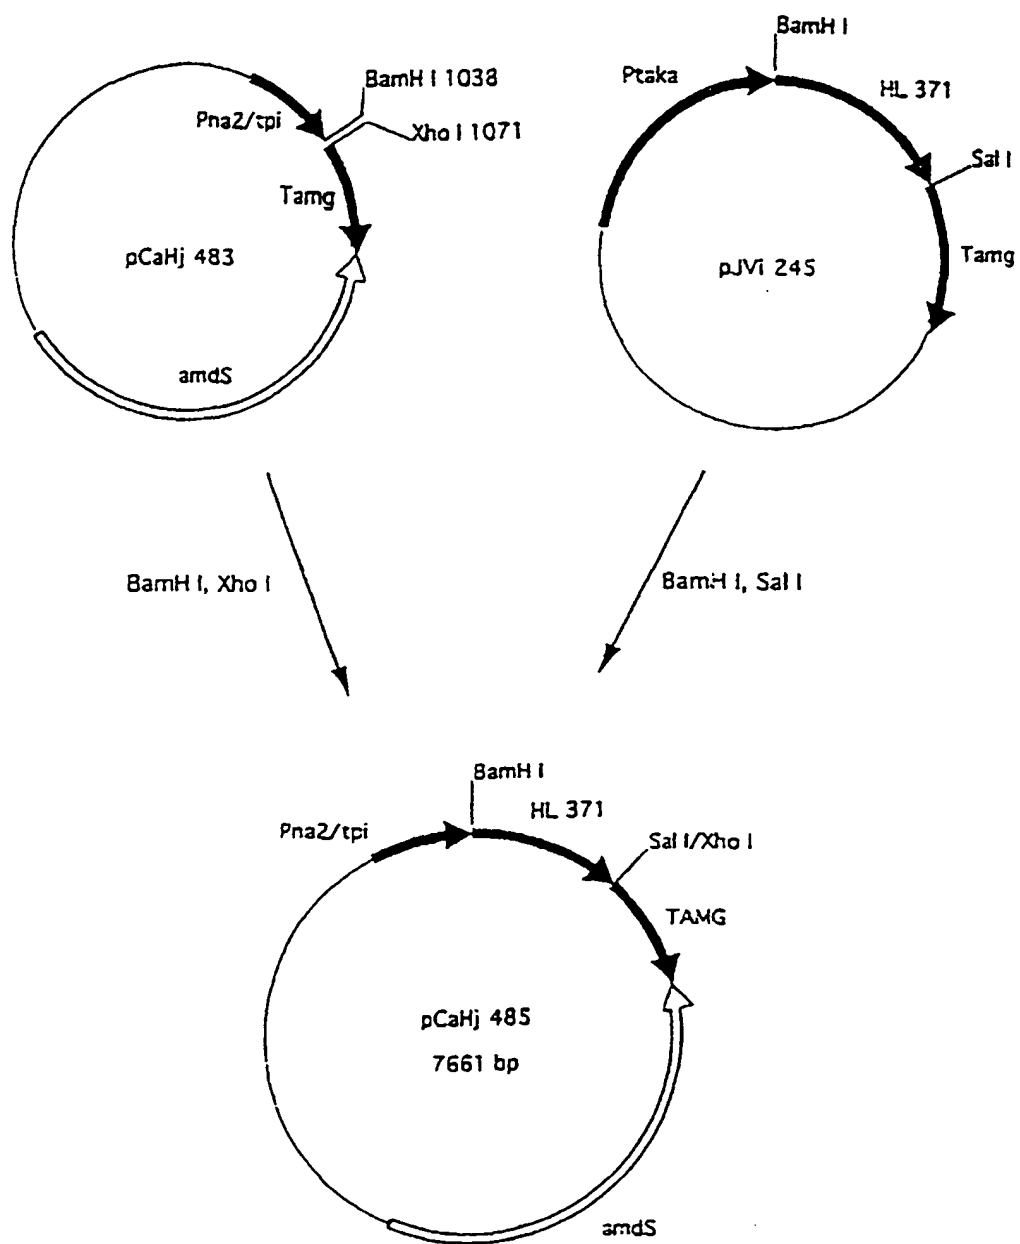 BamH I 1038
Pna2/tpi
Xho I 1071
Tamg
pCaHj 483
amdS
BamH I
Ptaka
HL 371
Sal I
Tamg
pJVi 245
BamH I, Xho I
BamH I, Sal I
BamH I
Pna2/tpi
HL 371
Sal I/Xho I
TAMG
pCaHj 485
7661 bp
amdS